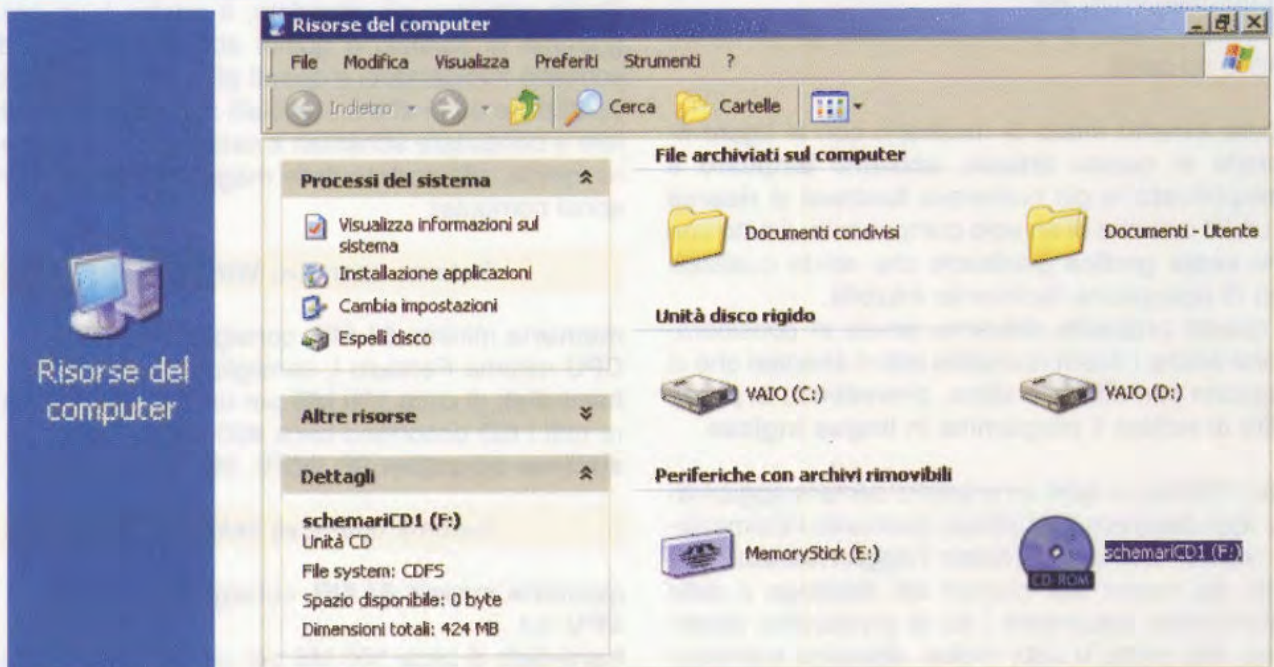 Risorse del computer
Risorse del computer
File Modifica Visualizza Preferiti Strumenti ?
Indietro Cerca Cartelle
Processi del sistema
Visualizza informazioni sul
sistema
Installazione applicazioni
Cambia impostazioni
Espelli disco
Altre risorse
Dettagli
schemariCD1 (F:)
Unità CD
File system: CDFS
Spazio disponibile: 0 byte
Dimensioni totali: 424 MB
File archiviati sul computer
Documenti condivisi
Documenti - Utente
Unità disco rigido
VAIO (C:)
VAIO (D:)
Periferiche con archivi rimovibili
MemoryStick (E:)
CD-ROM
schemariCD1 (F:)